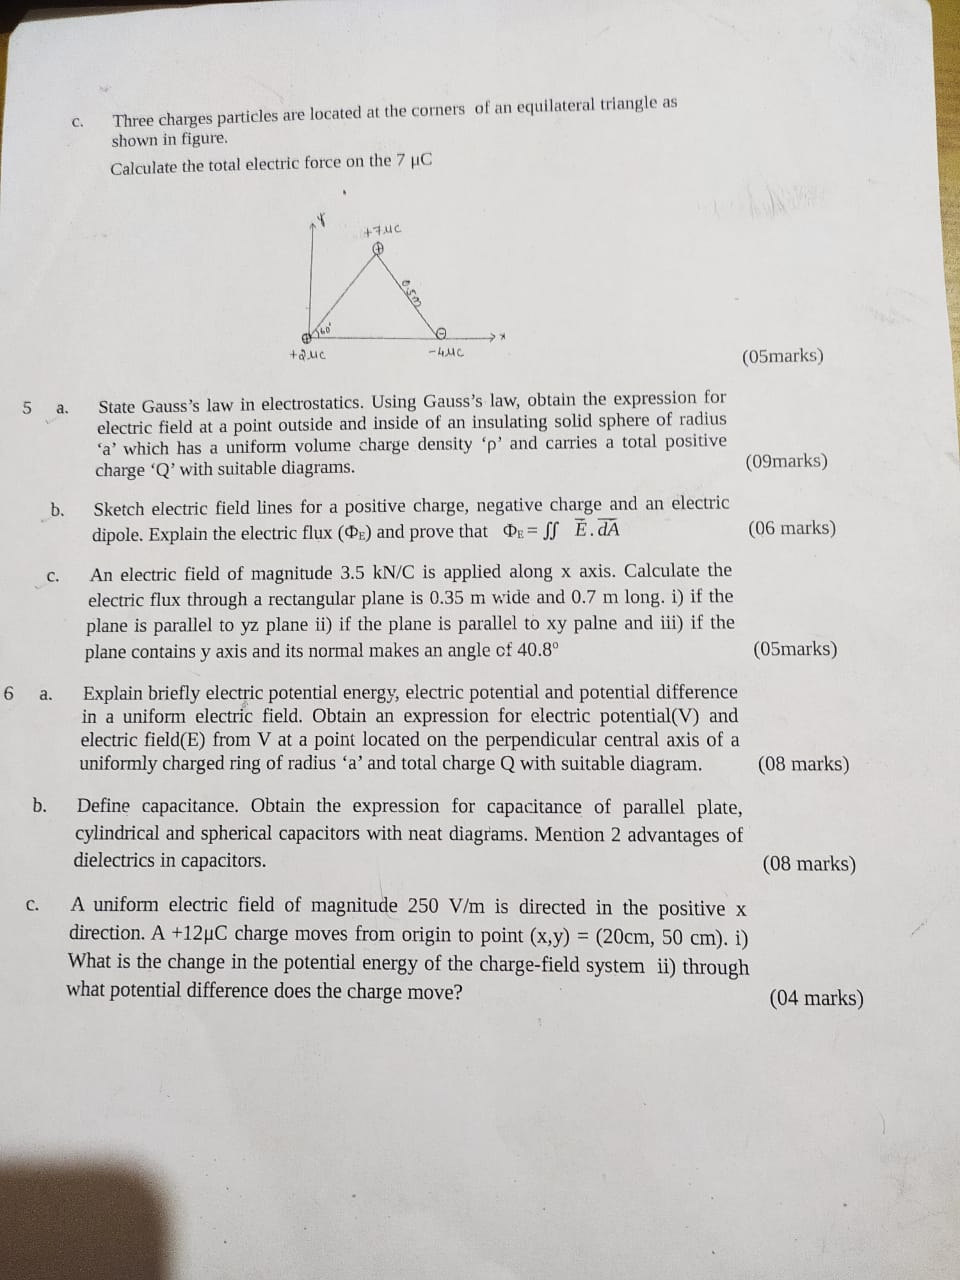 c. Three charges particles are located at the corners of an equilateral triangle as
shown in figure.
Calculate the total electric force on the 7 μC
Y
+7μC
0.5m
60°
x
+2μC
-4μC
(05marks)
5 a. State Gauss's law in electrostatics. Using Gauss's law, obtain the expression for
electric field at a point outside and inside of an insulating solid sphere of radius
'a' which has a uniform volume charge density 'ρ' and carries a total positive
charge 'Q' with suitable diagrams.
(09marks)
b. Sketch electric field lines for a positive charge, negative charge and an electric
dipole. Explain the electric flux (Φ_E) and prove that Φ_E = ∬ E̅ . d̅A̅
(06 marks)
c. An electric field of magnitude 3.5 kN/C is applied along x axis. Calculate the
electric flux through a rectangular plane is 0.35 m wide and 0.7 m long. i) if the
plane is parallel to yz plane ii) if the plane is parallel to xy palne and iii) if the
plane contains y axis and its normal makes an angle of 40.8°
(05marks)
6 a. Explain briefly electric potential energy, electric potential and potential difference
in a uniform electric field. Obtain an expression for electric potential(V) and
electric field(E) from V at a point located on the perpendicular central axis of a
uniformly charged ring of radius 'a' and total charge Q with suitable diagram.
(08 marks)
b. Define capacitance. Obtain the expression for capacitance of parallel plate,
cylindrical and spherical capacitors with neat diagrams. Mention 2 advantages of
dielectrics in capacitors.
(08 marks)
c. A uniform electric field of magnitude 250 V/m is directed in the positive x
direction. A +12μC charge moves from origin to point (x,y) = (20cm, 50 cm). i)
What is the change in the potential energy of the charge-field system ii) through
what potential difference does the charge move?
(04 marks)